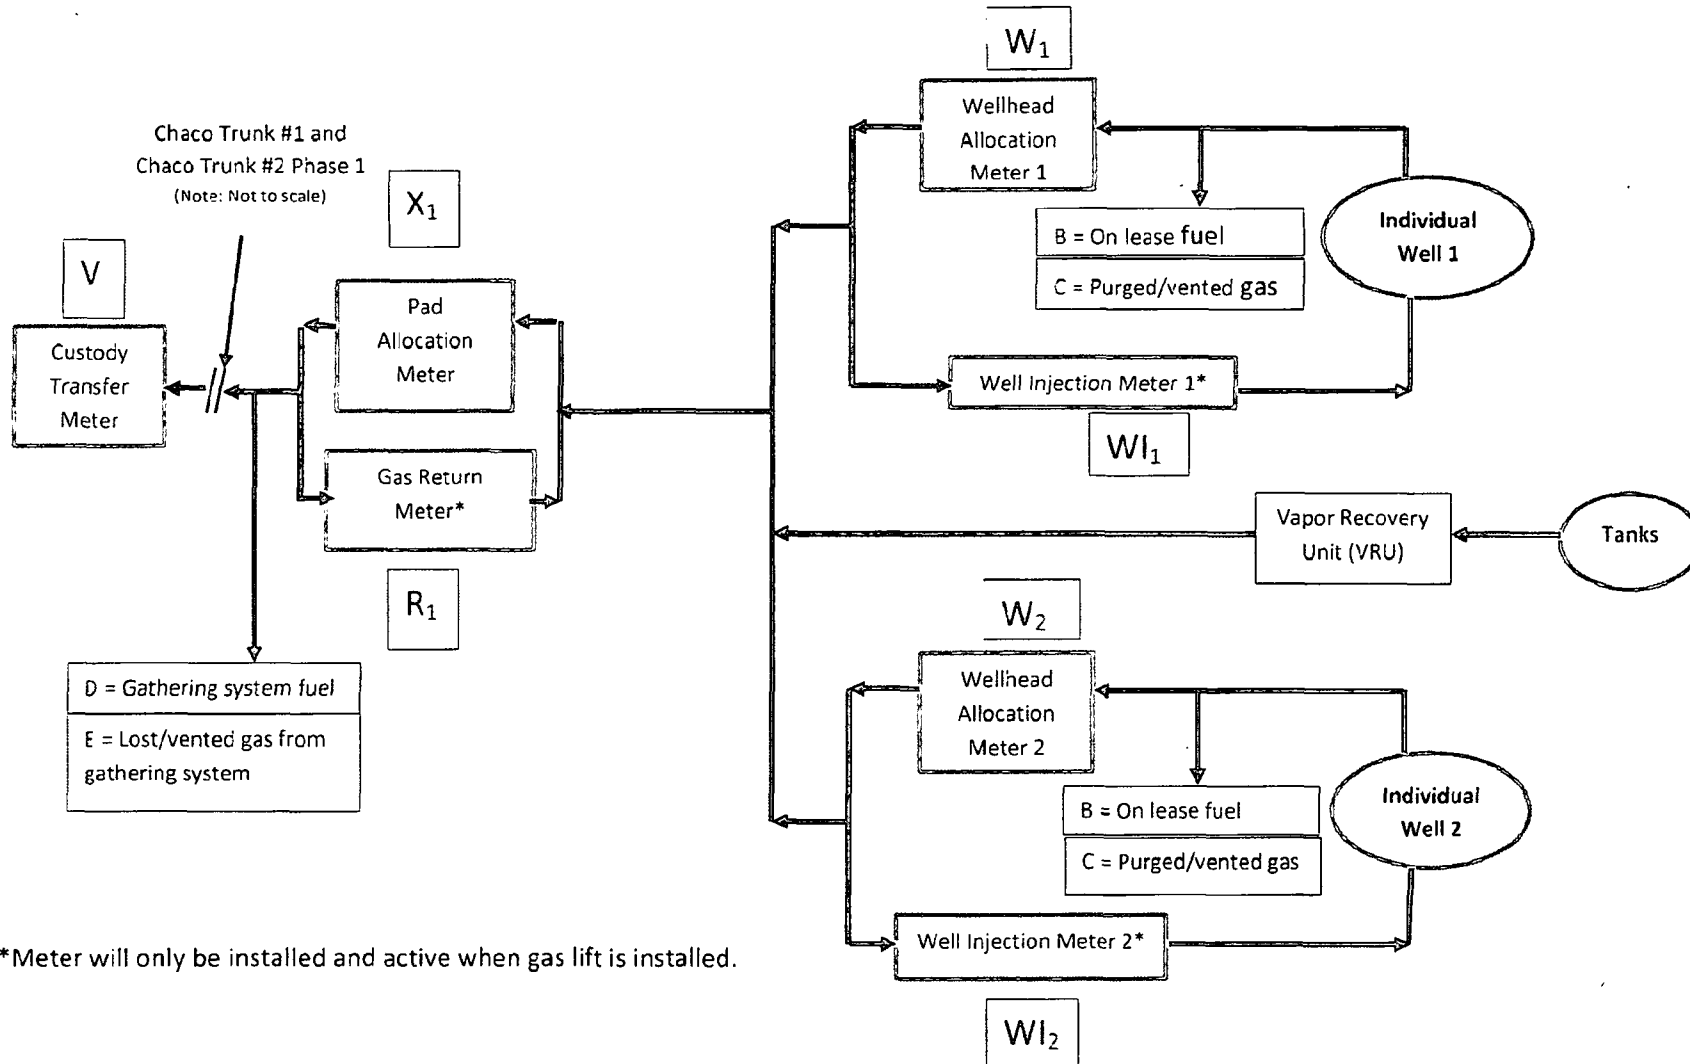 Chaco Trunk #1 and
Chaco Trunk #2 Phase 1
(Note: Not to scale)
V
Custody
Transfer
Meter
X₁
Pad
Allocation
Meter
Gas Return
Meter*
R₁
D = Gathering system fuel
E = Lost/vented gas from
gathering system
W₁
Wellhead
Allocation
Meter 1
B = On lease fuel
C = Purged/vented gas
Individual
Well 1
Well Injection Meter 1*
WI₁
Vapor Recovery
Unit (VRU)
Tanks
W₂
Wellhead
Allocation
Meter 2
B = On lease fuel
C = Purged/vented gas
Individual
Well 2
Well Injection Meter 2*
WI₂
*Meter will only be installed and active when gas lift is installed.